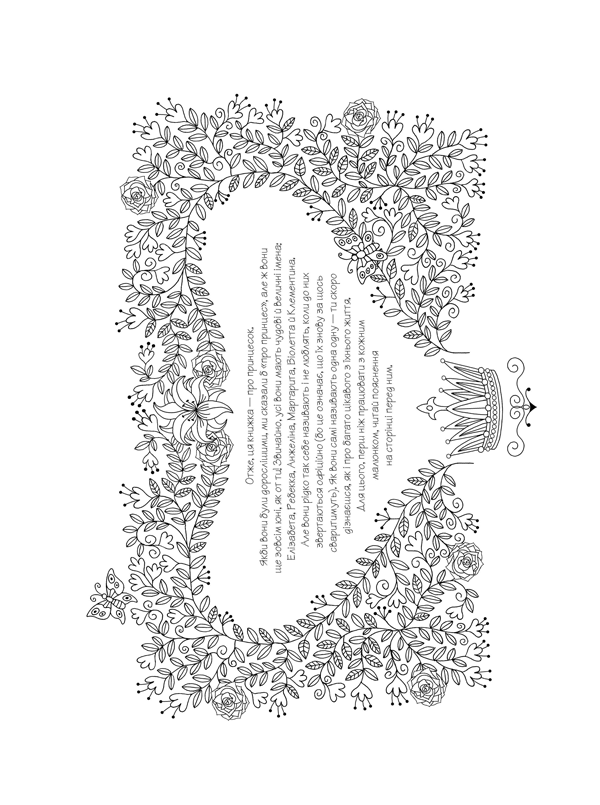 Отже, ця книжка — про принцесок.
Якби вони були дорослішими, ми сказали б «про принцес», але ж вони
ще зовсім юні, як от ти! Звичайно, усі вони мають чудові й величні імена:
Елізабета, Ребекка, Анжеліна, Маргарита, Віолетта й Клементина.
Але вони рідко так себе називають і не люблять, коли до них
звертаються офіційно (бо це означає, що їх знову за щось
сваритимуть). Як вони самі називають одна одну — ти скоро
дізнаєшся, як і про багато цікавого з їхнього життя.
Для цього, перш ніж працювати з кожним
малюнком, читай пояснення
на сторінці перед ним.